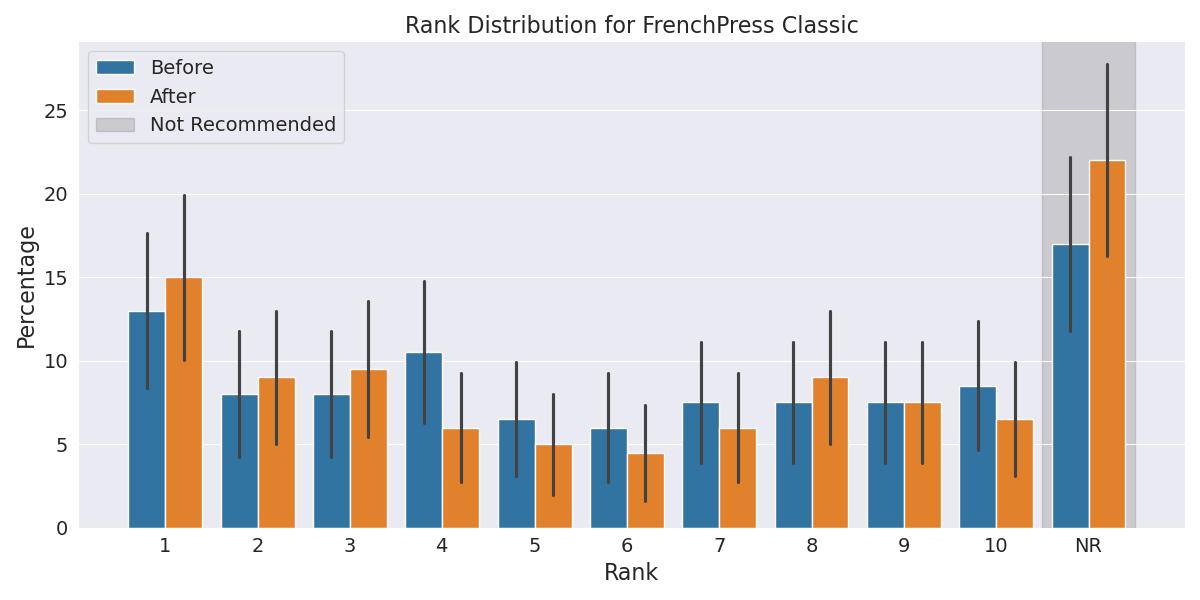 Rank Distribution for FrenchPress Classic
Before
After
Not Recommended
Percentage
25
20
15
10
5
0
1 2 3 4 5 6 7 8 9 10 NR
Rank